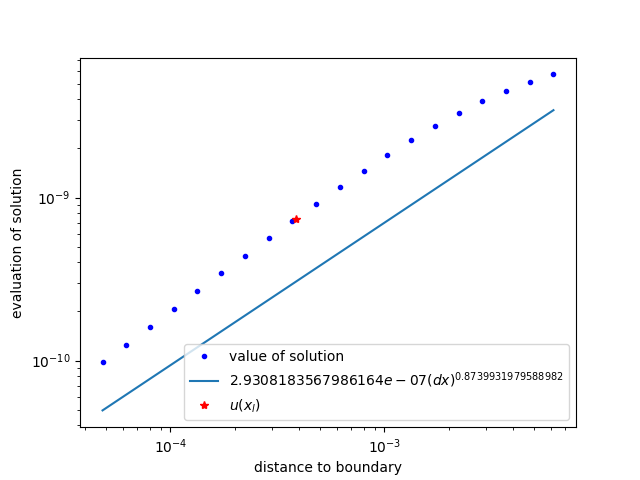 evaluation of solution
10⁻⁹
10⁻¹⁰
value of solution
2.9308183567986164e − 07(dx)^0.8739931979588982
u(x_l)
10⁻⁴
10⁻³
distance to boundary